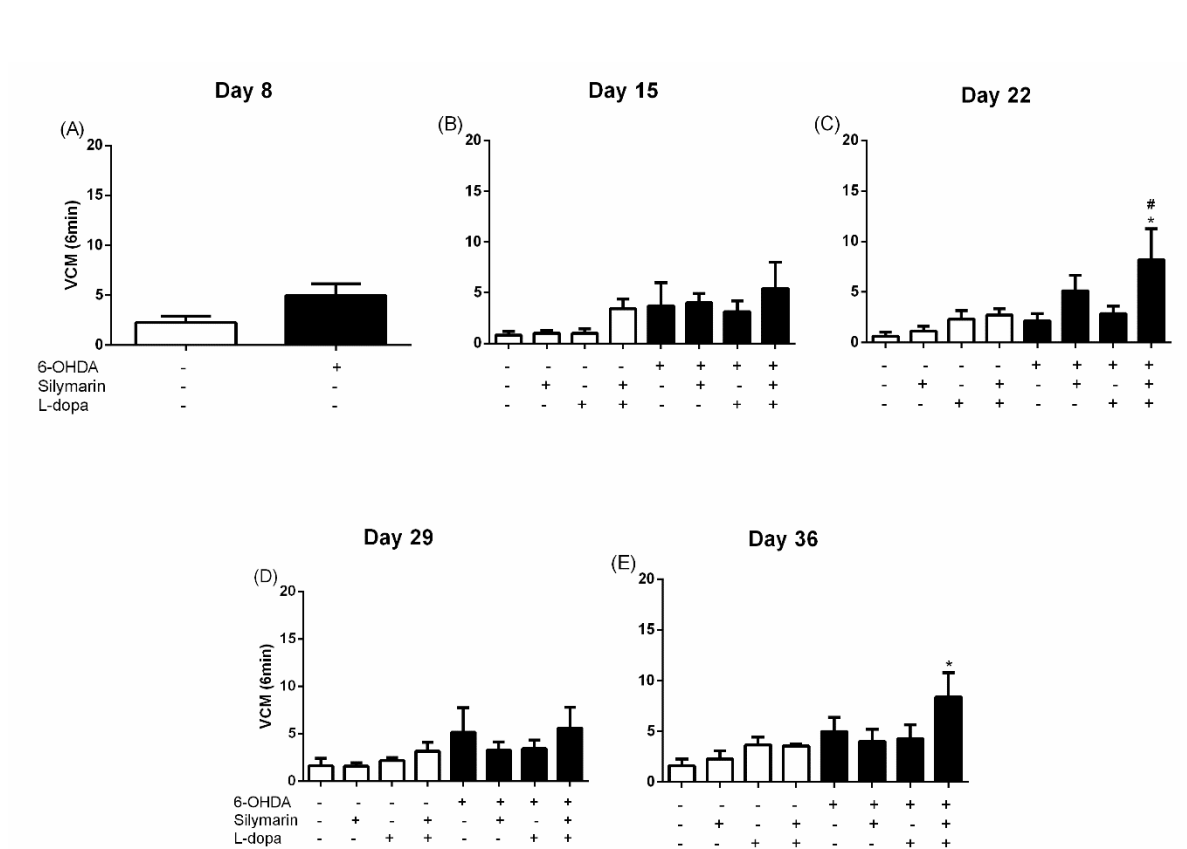 Day 8
(A)
20
15
10
5
0
VCM (6min)
6-OHDA - +
Silymarin - -
L-dopa - -
Day 15
(B)
20
15
10
5
0
- - - - + + + +
- + - + - + - +
- - + + - - + +
Day 22
(C)
20
15
10
5
0
#
*
- - - - + + + +
- + - + - + - +
- - + + - - + +
Day 29
(D)
20
15
10
5
0
VCM (6min)
6-OHDA - - - - + + + +
Silymarin - + - + - + - +
L-dopa - - + + - - + +
Day 36
(E)
20
15
10
5
0
*
- - - - + + + +
- + - + - + - +
- - + + - - + +